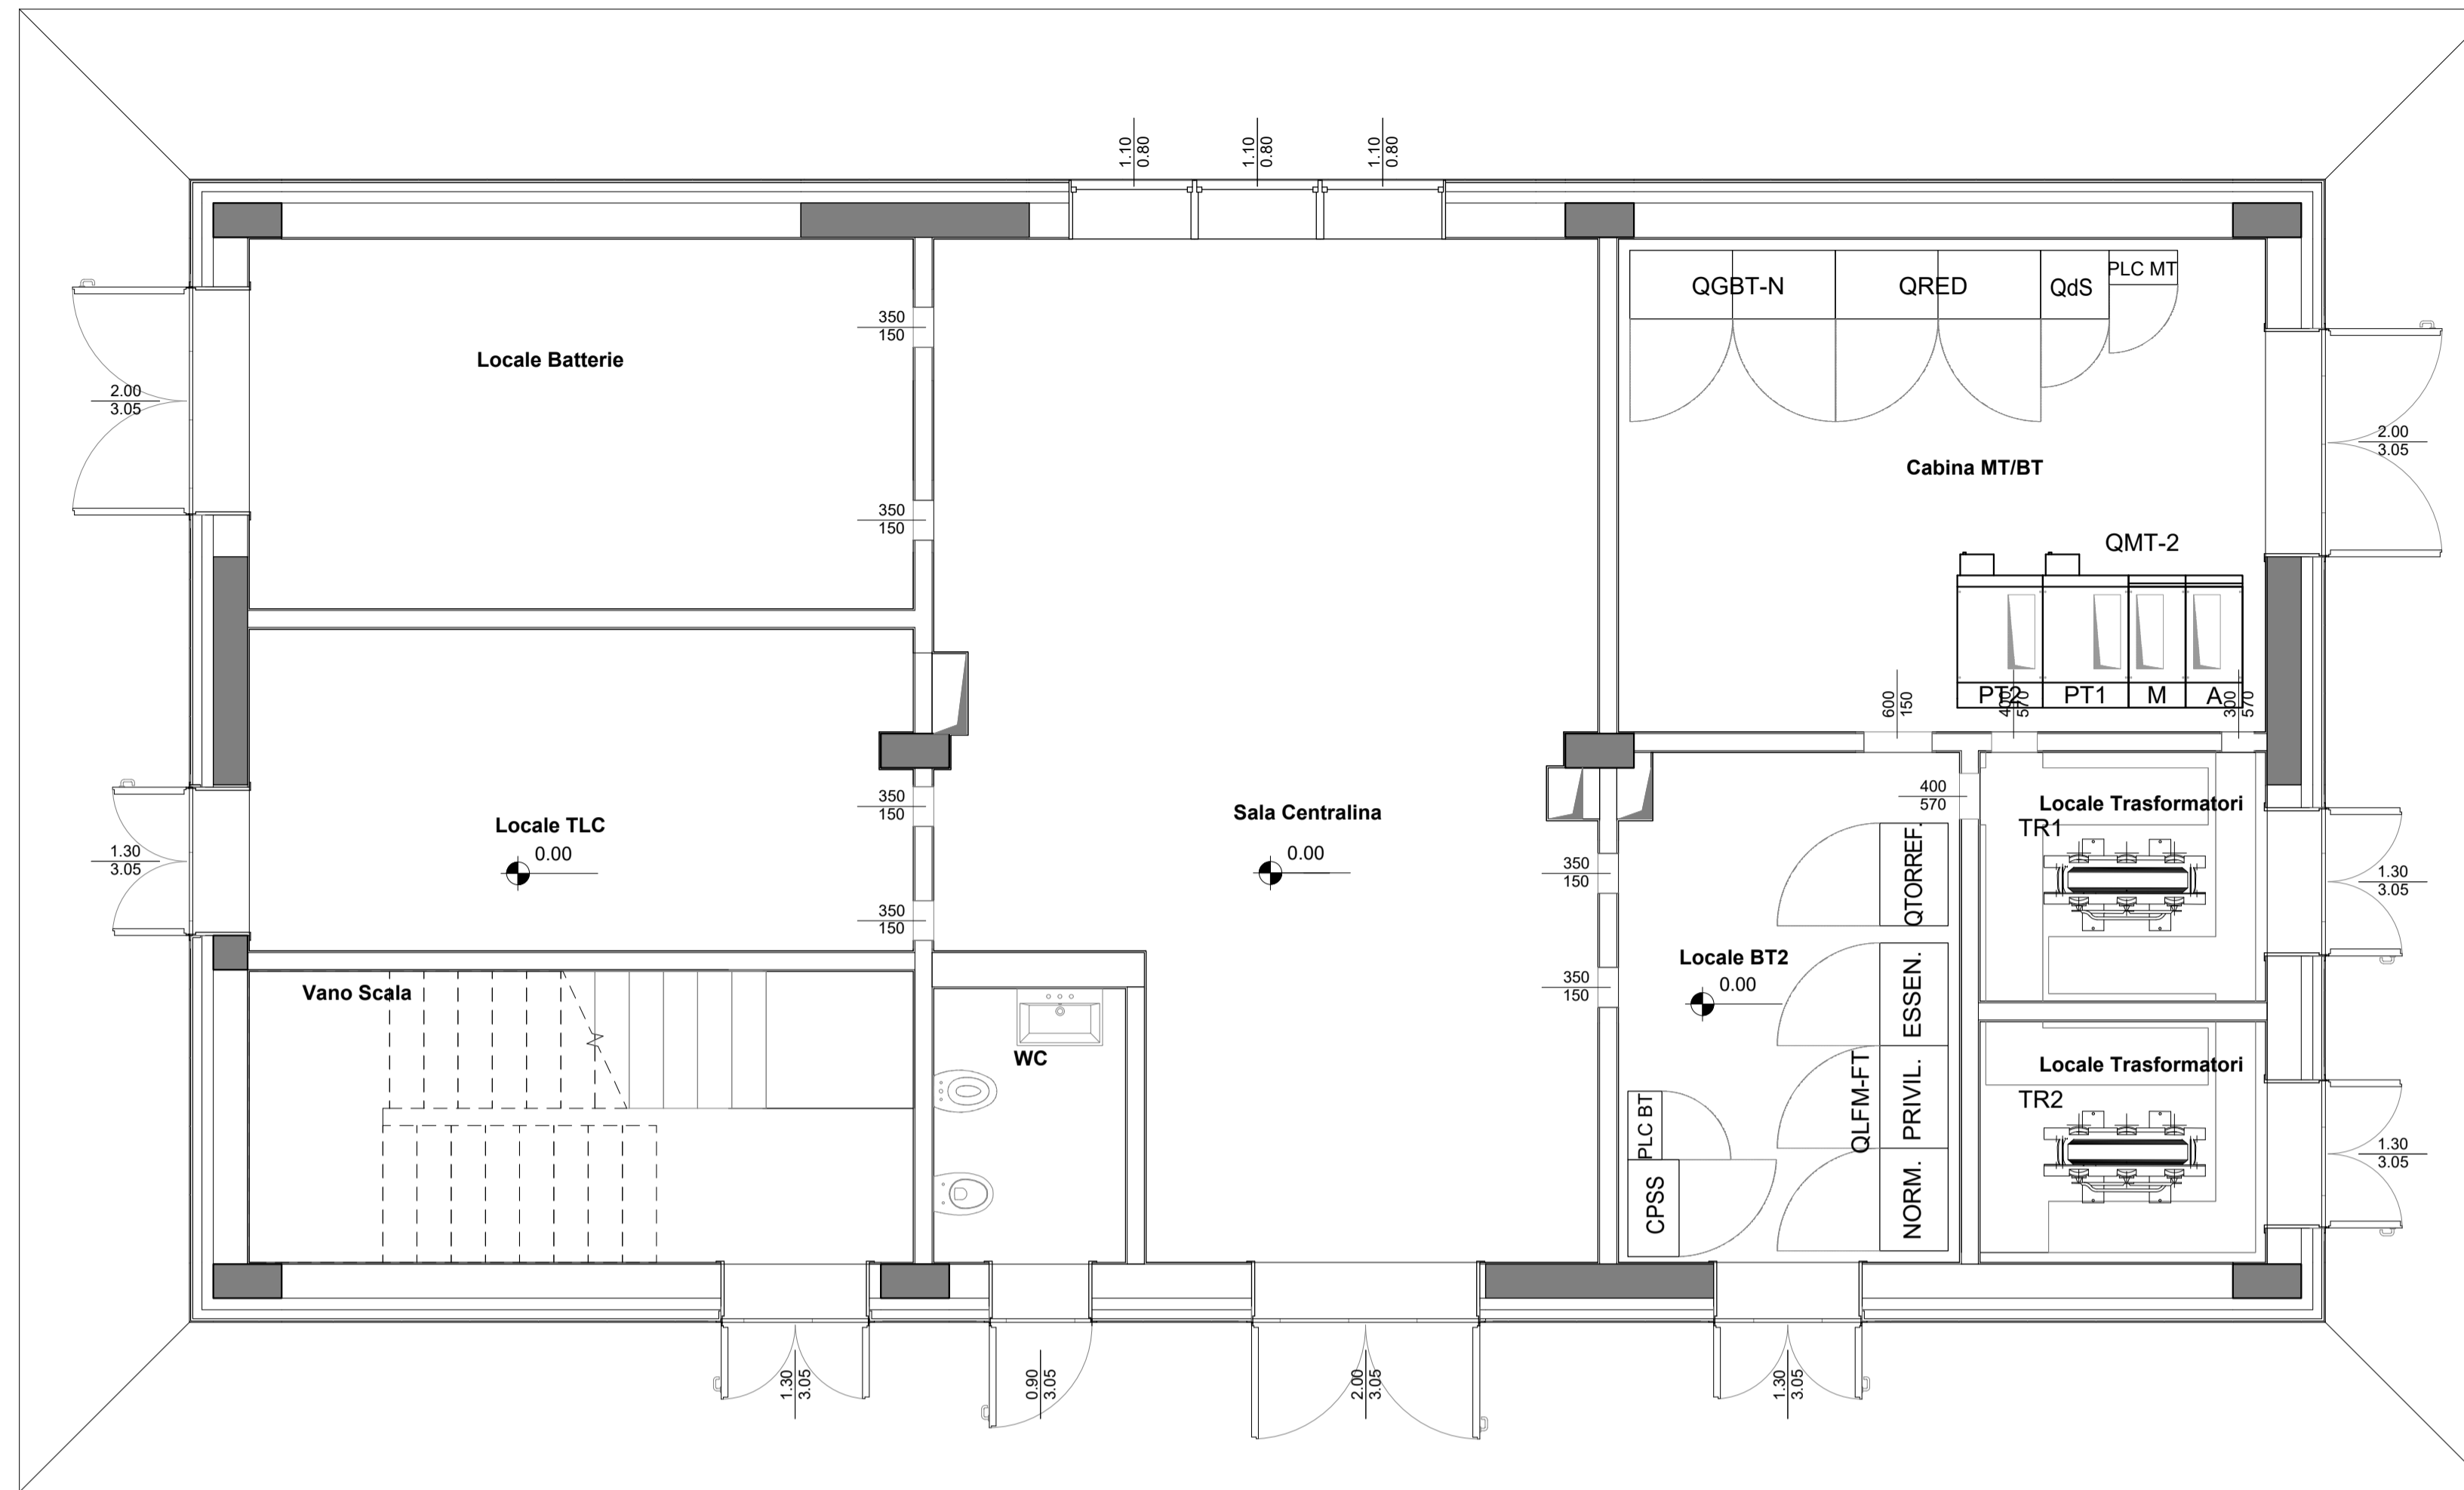 1.10
0.80
1.10
0.80
1.10
0.80
QGBT-N
QRED
QdS
PLC MT
350
150
Locale Batterie
2.00
3.05
2.00
3.05
Cabina MT/BT
350
150
QMT-2
PT2
PT1
M
A
600
150
400
570
300
570
400
570
350
150
Locale TLC
0.00
Sala Centralina
0.00
Locale Trasformatori
TR1
QTORREF.
1.30
3.05
350
150
1.30
3.05
350
150
Locale BT2
0.00
350
150
ESSEN.
Vano Scala
WC
QLFM-FT
PRIVIL.
Locale Trasformatori
TR2
PLC BT
CPSS
NORM.
1.30
3.05
1.30
3.05
0.90
3.05
2.00
3.05
1.30
3.05